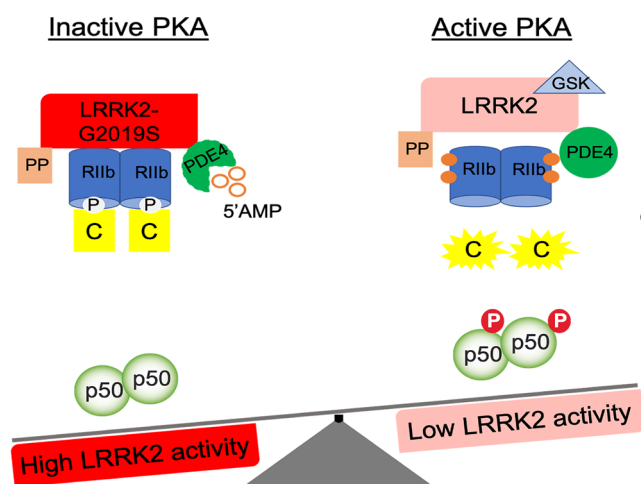 Inactive PKA
Active PKA
LRRK2-
G2019S
PP
RIIb
RIIb
PDE4
P
P
C
C
5'AMP
GSK
LRRK2
PP
RIIb
RIIb
PDE4
C
C
p50
p50
P
P
p50
p50
High LRRK2 activity
Low LRRK2 activity